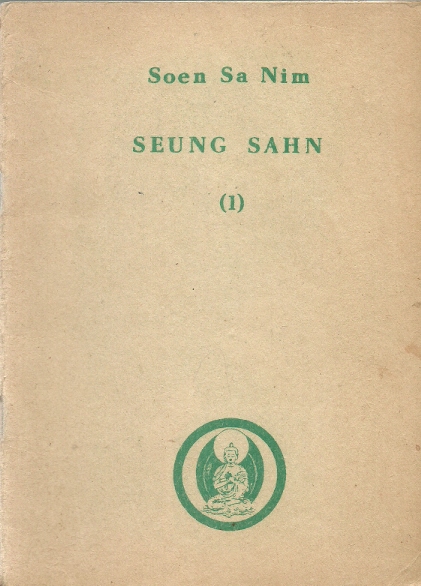 Soen Sa Nim
SEUNG SAHN
(1)